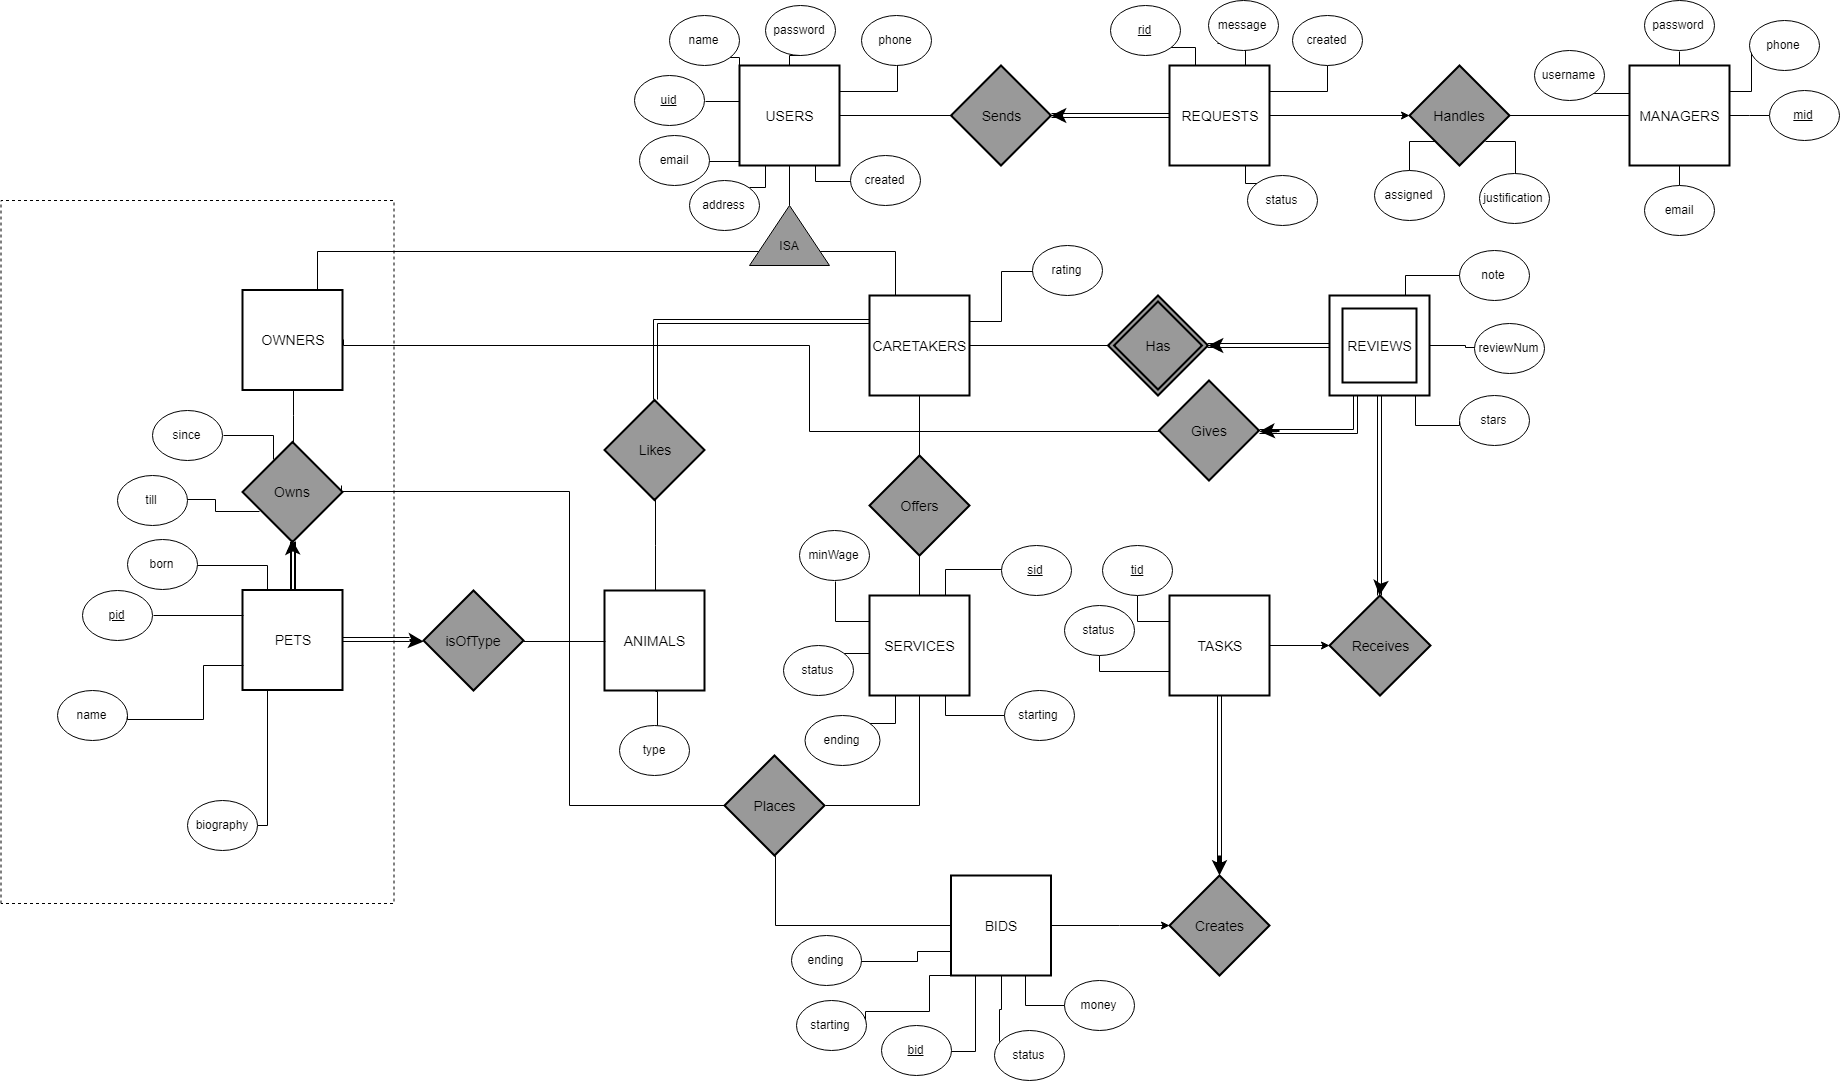 name
password
phone
uid
USERS
email
address
created
Sends
rid
message
created
REQUESTS
status
Handles
assigned
justification
username
password
phone
MANAGERS
mid
email
ISA
OWNERS
CARETAKERS
rating
Has
REVIEWS
note
reviewNum
stars
Gives
since
till
Owns
Likes
Offers
born
pid
PETS
name
biography
isOfType
ANIMALS
type
minWage
sid
SERVICES
status
ending
starting
tid
status
TASKS
Receives
Places
BIDS
Creates
ending
starting
bid
status
money